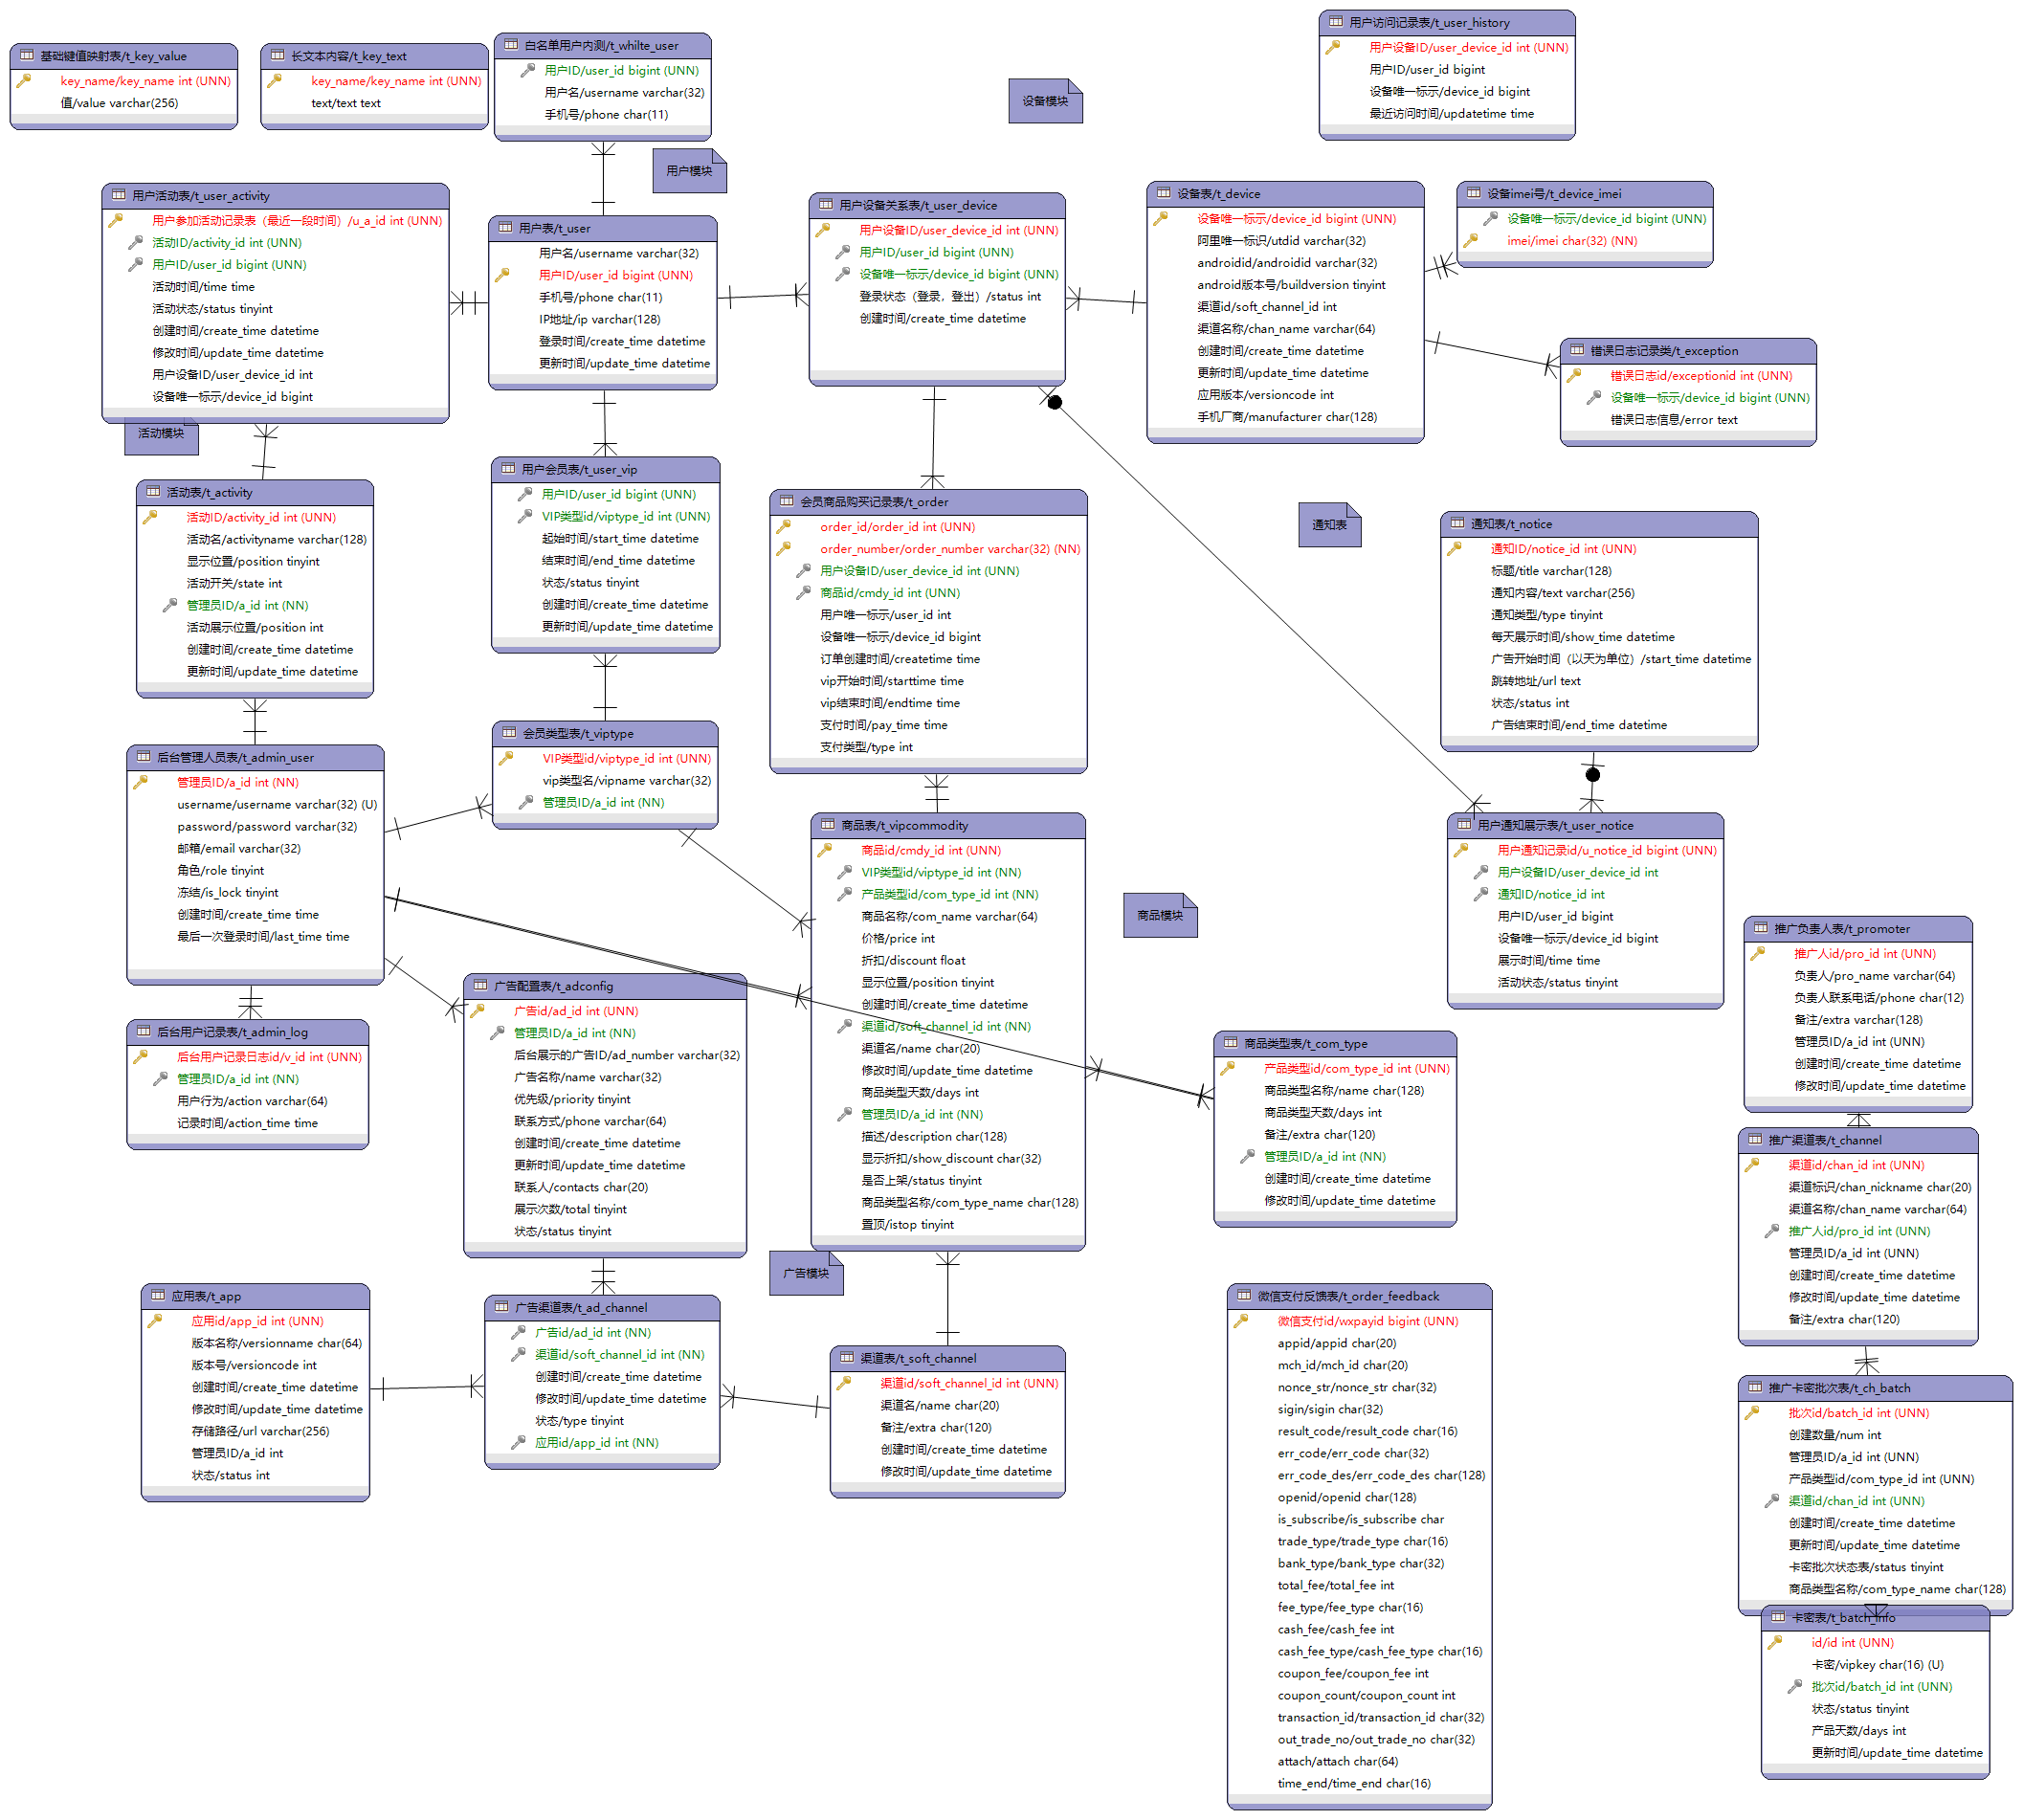 基础键值映射表/t_key_value
key_name/key_name int (UNN)
值/value varchar(256)
长文本内容/t_key_text
key_name/key_name int (UNN)
text/text text
白名单用户内测/t_whilte_user
用户ID/user_id bigint (UNN)
用户名/username varchar(32)
手机号/phone char(11)
设备模块
用户访问记录表/t_user_history
用户设备ID/user_device_id int (UNN)
用户ID/user_id bigint
设备唯一标示/device_id bigint
最近访问时间/updatetime time
用户模块
用户活动表/t_user_activity
用户参加活动记录表（最近一段时间）/u_a_id int (UNN)
活动ID/activity_id int (UNN)
用户ID/user_id bigint (UNN)
活动时间/time time
活动状态/status tinyint
创建时间/create_time datetime
修改时间/update_time datetime
用户设备ID/user_device_id int
设备唯一标示/device_id bigint
用户表/t_user
用户名/username varchar(32)
用户ID/user_id bigint (UNN)
手机号/phone char(11)
IP地址/ip varchar(128)
登录时间/create_time datetime
更新时间/update_time datetime
用户设备关系表/t_user_device
用户设备ID/user_device_id int (UNN)
用户ID/user_id bigint (UNN)
设备唯一标示/device_id bigint (UNN)
登录状态（登录，登出）/status int
创建时间/create_time datetime
设备表/t_device
设备唯一标示/device_id bigint (UNN)
阿里唯一标识/utdid varchar(32)
androidid/androidid varchar(32)
android版本号/buildversion tinyint
渠道id/soft_channel_id int
渠道名称/chan_name varchar(64)
创建时间/create_time datetime
更新时间/update_time datetime
应用版本/versioncode int
手机厂商/manufacturer char(128)
设备imei号/t_device_imei
设备唯一标示/device_id bigint (UNN)
imei/imei char(32) (NN)
错误日志记录类/t_exception
错误日志id/exceptionid int (UNN)
设备唯一标示/device_id bigint (UNN)
错误日志信息/error text
活动模块
活动表/t_activity
活动ID/activity_id int (UNN)
活动名/activityname varchar(128)
显示位置/position tinyint
活动开关/state int
管理员ID/a_id int (NN)
活动展示位置/position int
创建时间/create_time datetime
更新时间/update_time datetime
用户会员表/t_user_vip
用户ID/user_id bigint (UNN)
VIP类型id/viptype_id int (UNN)
起始时间/start_time datetime
结束时间/end_time datetime
状态/status tinyint
创建时间/create_time datetime
更新时间/update_time datetime
会员商品购买记录表/t_order
order_id/order_id int (UNN)
order_number/order_number varchar(32) (NN)
用户设备ID/user_device_id int (UNN)
商品id/cmdy_id int (UNN)
用户唯一标示/user_id int
设备唯一标示/device_id bigint
订单创建时间/createtime time
vip开始时间/starttime time
vip结束时间/endtime time
支付时间/pay_time time
支付类型/type int
通知表
通知表/t_notice
通知ID/notice_id int (UNN)
标题/title varchar(128)
通知内容/text varchar(256)
通知类型/type tinyint
每天展示时间/show_time datetime
广告开始时间（以天为单位）/start_time datetime
跳转地址/url text
状态/status int
广告结束时间/end_time datetime
后台管理人员表/t_admin_user
管理员ID/a_id int (NN)
username/username varchar(32) (U)
password/password varchar(32)
邮箱/email varchar(32)
角色/role tinyint
冻结/is_lock tinyint
创建时间/create_time time
最后一次登录时间/last_time time
会员类型表/t_viptype
VIP类型id/viptype_id int (UNN)
vip类型名/vipname varchar(32)
管理员ID/a_id int (NN)
商品表/t_vipcommodity
商品id/cmdy_id int (UNN)
VIP类型id/viptype_id int (NN)
产品类型id/com_type_id int (NN)
商品名称/com_name varchar(64)
价格/price int
折扣/discount float
显示位置/position tinyint
创建时间/create_time datetime
渠道id/soft_channel_id int (NN)
渠道名/name char(20)
修改时间/update_time datetime
商品类型天数/days int
管理员ID/a_id int (NN)
描述/description char(128)
显示折扣/show_discount char(32)
是否上架/status tinyint
商品类型名称/com_type_name char(128)
置顶/istop tinyint
商品模块
用户通知展示表/t_user_notice
用户通知记录id/u_notice_id bigint (UNN)
用户设备ID/user_device_id int
通知ID/notice_id int
用户ID/user_id bigint
设备唯一标示/device_id bigint
展示时间/time time
活动状态/status tinyint
推广负责人表/t_promoter
推广人id/pro_id int (UNN)
负责人/pro_name varchar(64)
负责人联系电话/phone char(12)
备注/extra varchar(128)
管理员ID/a_id int (UNN)
创建时间/create_time datetime
修改时间/update_time datetime
后台用户记录表/t_admin_log
后台用户记录日志id/v_id int (UNN)
管理员ID/a_id int (NN)
用户行为/action varchar(64)
记录时间/action_time time
广告配置表/t_adconfig
广告id/ad_id int (UNN)
管理员ID/a_id int (NN)
后台展示的广告ID/ad_number varchar(32)
广告名称/name varchar(32)
优先级/priority tinyint
联系方式/phone varchar(64)
创建时间/create_time datetime
更新时间/update_time datetime
联系人/contacts char(20)
展示次数/total tinyint
状态/status tinyint
商品类型表/t_com_type
产品类型id/com_type_id int (UNN)
商品类型名称/name char(128)
商品类型天数/days int
备注/extra char(120)
管理员ID/a_id int (NN)
创建时间/create_time datetime
修改时间/update_time datetime
推广渠道表/t_channel
渠道id/chan_id int (UNN)
渠道标识/chan_nickname char(20)
渠道名称/chan_name varchar(64)
推广人id/pro_id int (UNN)
管理员ID/a_id int (UNN)
创建时间/create_time datetime
修改时间/update_time datetime
备注/extra char(120)
广告模块
应用表/t_app
应用id/app_id int (UNN)
版本名称/versionname char(64)
版本号/versioncode int
创建时间/create_time datetime
修改时间/update_time datetime
存储路径/url varchar(256)
管理员ID/a_id int
状态/status int
广告渠道表/t_ad_channel
广告id/ad_id int (NN)
渠道id/soft_channel_id int (NN)
创建时间/create_time datetime
修改时间/update_time datetime
状态/type tinyint
应用id/app_id int (NN)
渠道表/t_soft_channel
渠道id/soft_channel_id int (UNN)
渠道名/name char(20)
备注/extra char(120)
创建时间/create_time datetime
修改时间/update_time datetime
微信支付反馈表/t_order_feedback
微信支付id/wxpayid bigint (UNN)
appid/appid char(20)
mch_id/mch_id char(20)
nonce_str/nonce_str char(32)
sigin/sigin char(32)
result_code/result_code char(16)
err_code/err_code char(32)
err_code_des/err_code_des char(128)
openid/openid char(128)
is_subscribe/is_subscribe char
trade_type/trade_type char(16)
bank_type/bank_type char(32)
total_fee/total_fee int
fee_type/fee_type char(16)
cash_fee/cash_fee int
cash_fee_type/cash_fee_type char(16)
coupon_fee/coupon_fee int
coupon_count/coupon_count int
transaction_id/transaction_id char(32)
out_trade_no/out_trade_no char(32)
attach/attach char(64)
time_end/time_end char(16)
推广卡密批次表/t_ch_batch
批次id/batch_id int (UNN)
创建数量/num int
管理员ID/a_id int (UNN)
产品类型id/com_type_id int (UNN)
渠道id/chan_id int (UNN)
创建时间/create_time datetime
更新时间/update_time datetime
卡密批次状态表/status tinyint
商品类型名称/com_type_name char(128)
卡密表/t_batch_info
id/id int (UNN)
卡密/vipkey char(16) (U)
批次id/batch_id int (UNN)
状态/status tinyint
产品天数/days int
更新时间/update_time datetime